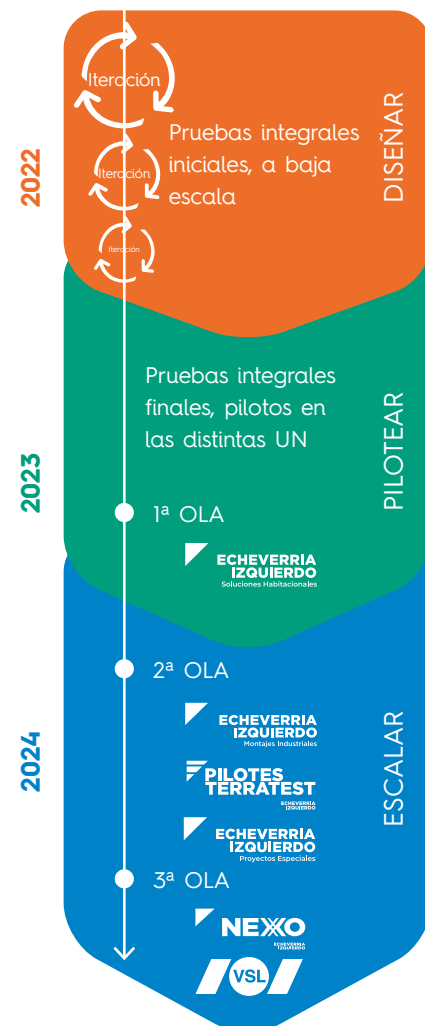 2022
Iteración
Iteración
Iteración
Pruebas integrales
iniciales, a baja
escala
DISEÑAR
2023
Pruebas integrales
finales, pilotos en
las distintas UN
PILOTEAR
1ª OLA
ECHEVERRIA
IZQUIERDO
Soluciones Habitacionales
2024
2ª OLA
ESCALAR
ECHEVERRIA
IZQUIERDO
Montajes Industriales
PILOTES
TERRATEST
ECHEVERRIA
IZQUIERDO
ECHEVERRIA
IZQUIERDO
Proyectos Especiales
3ª OLA
NEXXO
ECHEVERRIA
IZQUIERDO
VSL